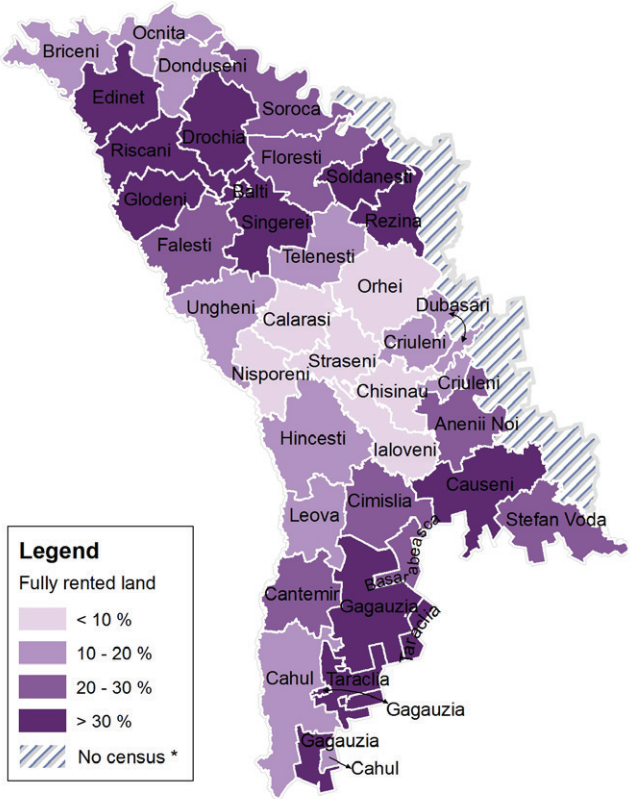 Ocnita
Briceni
Donduseni
Edinet
Soroca
Drochia
Riscani
Floresti
Soldanesti
Balti
Glodeni
Singerei
Rezina
Falesti
Telenesti
Orhei
Dubasari
Ungheni
Calarasi
Criuleni
Straseni
Nisporeni
Chisinau
Criuleni
Anenii Noi
Hincesti
Ialoveni
Causeni
Cimislia
Leova
Stefan Voda
Basarabeasca
Cantemir
Gagauzia
Taraclia
Cahul
Taraclia
Gagauzia
Gagauzia
Cahul
Legend
Fully rented land
< 10 %
10 - 20 %
20 - 30 %
> 30 %
No census *